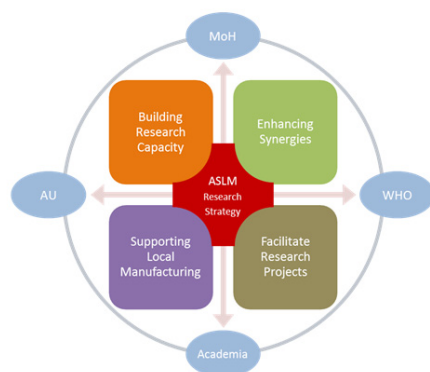 MoH
Building
Research
Capacity
Enhancing
Synergies
AU
ASLM
Research
Strategy
WHO
Supporting
Local
Manufacturing
Facilitate
Research
Projects
Academia